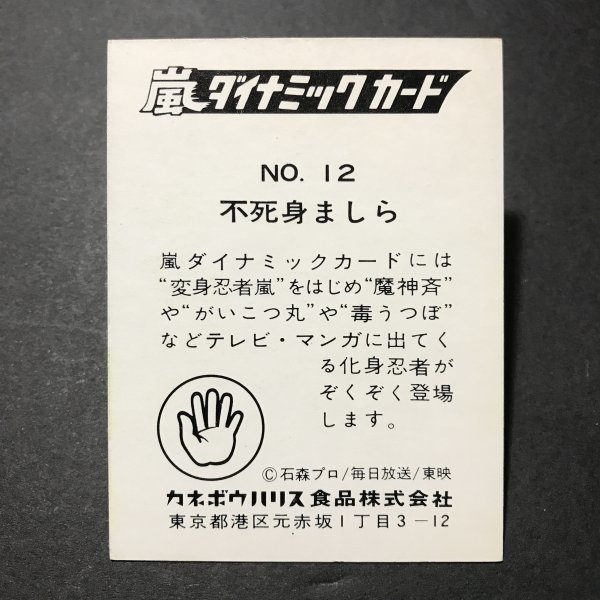 嵐ダイナミックカード
NO. 12
不死身ましら
嵐ダイナミックカードには
“変身忍者嵐”をはじめ“魔神斉”
や“がいこつ丸”や“毒うつぼ”
などテレビ・マンガに出てく
る化身忍者が
ぞくぞく登場
します。
©石森プロ/毎日放送/東映
カネボウハリス食品株式会社
東京都港区元赤坂1丁目3-12